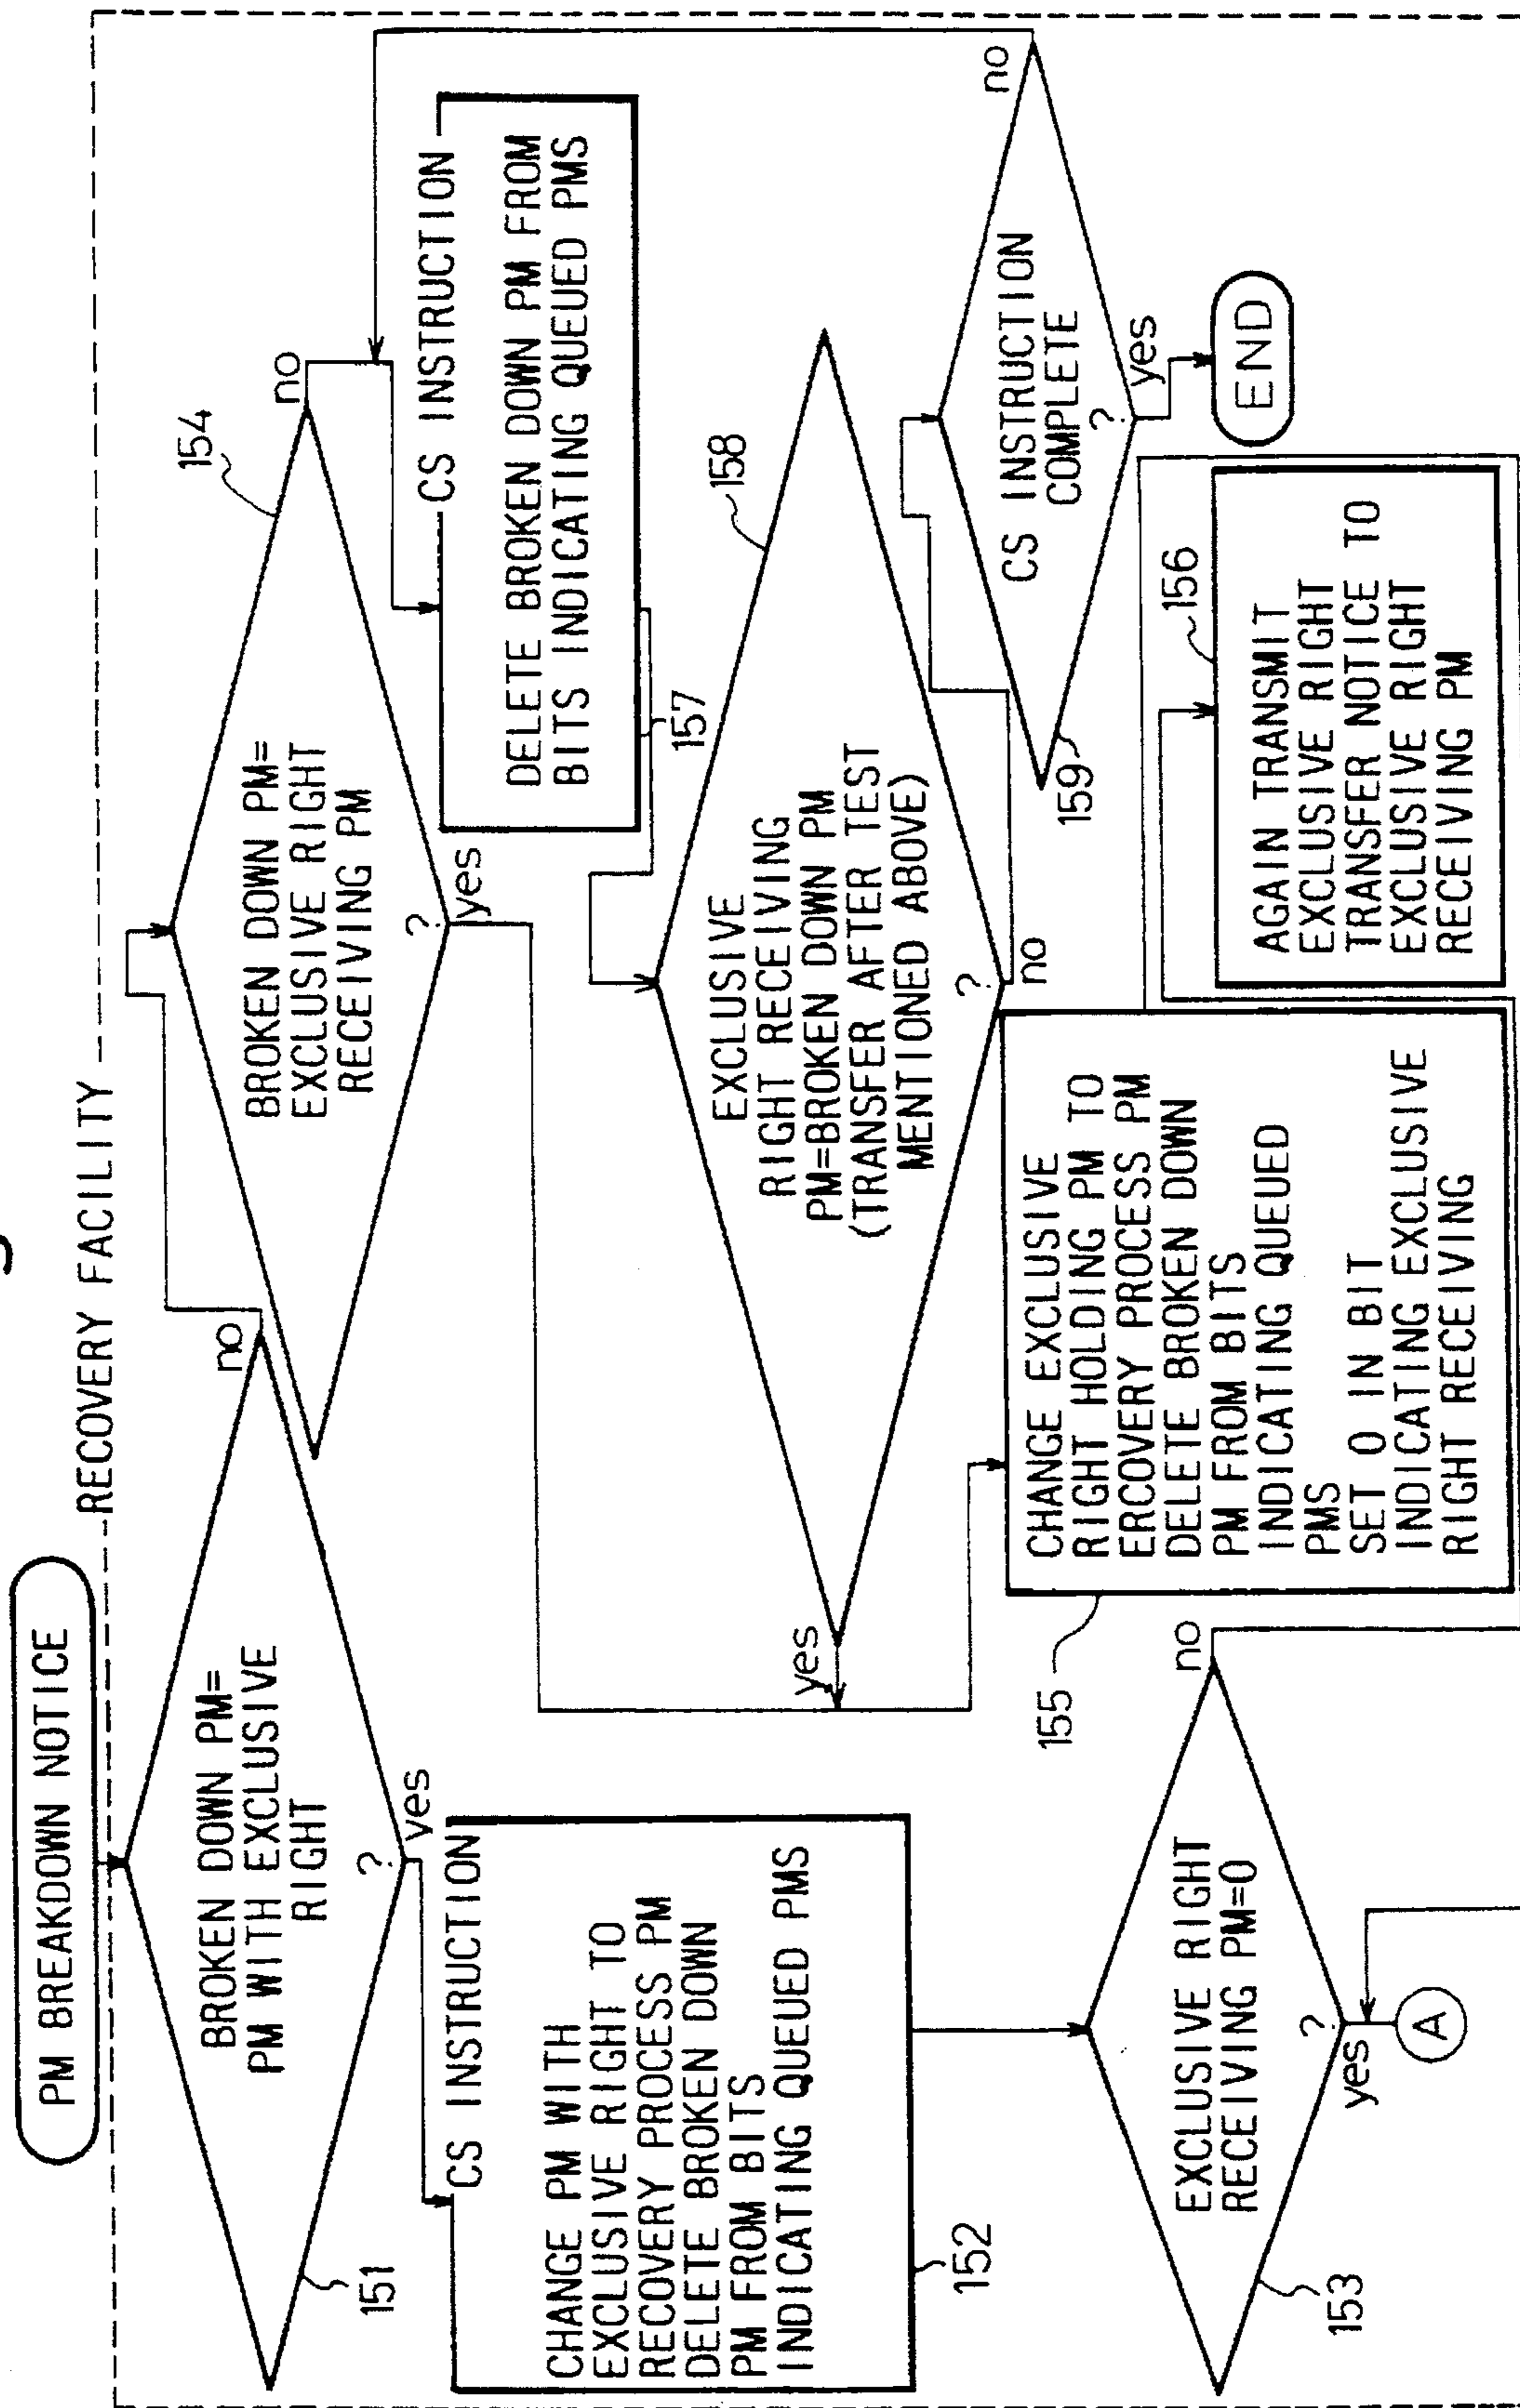 PM BREAKDOWN NOTICE
RECOVERY FACILITY
BROKEN DOWN PM=
PM WITH EXCLUSIVE
RIGHT
?
no
yes
151
CS INSTRUCTION
CHANGE PM WITH
EXCLUSIVE RIGHT TO
RECOVERY PROCESS PM
DELETE BROKEN DOWN
PM FROM BITS
INDICATING QUEUED PMS
152
EXCLUSIVE RIGHT
RECEIVING PM=0
?
no
yes
153
A
BROKEN DOWN PM=
EXCLUSIVE RIGHT
RECEIVING PM
?
no
yes
154
CS INSTRUCTION
DELETE BROKEN DOWN PM FROM
BITS INDICATING QUEUED PMS
157
EXCLUSIVE
RIGHT RECEIVING
PM=BROKEN DOWN PM
(TRANSFER AFTER TEST
MENTIONED ABOVE)
?
yes
no
158
CS INSTRUCTION
COMPLETE
?
no
yes
159
END
CHANGE EXCLUSIVE
RIGHT HOLDING PM TO
ERCOVERY PROCESS PM
DELETE BROKEN DOWN
PM FROM BITS
INDICATING QUEUED
PMS
SET 0 IN BIT
INDICATING EXCLUSIVE
RIGHT RECEIVING
155
AGAIN TRANSMIT
EXCLUSIVE RIGHT
TRANSFER NOTICE TO
EXCLUSIVE RIGHT
RECEIVING PM
156